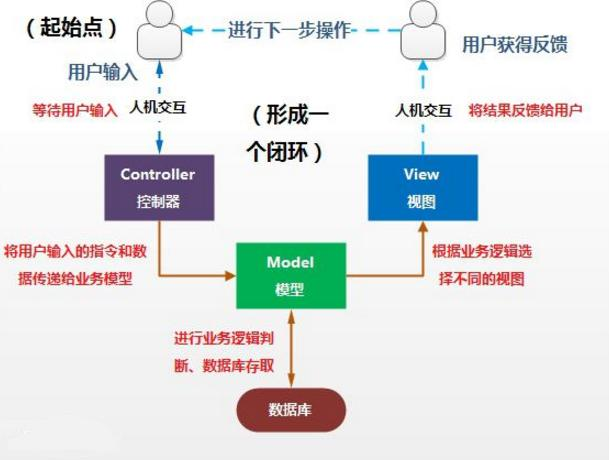 （起始点）
进行下一步操作
用户获得反馈
用户输入
等待用户输入
人机交互
（形成一
个闭环）
人机交互
将结果反馈给用户
Controller
控制器
View
视图
将用户输入的指令和数
据传递给业务模型
Model
模型
根据业务逻辑选
择不同的视图
进行业务逻辑判
断、数据库存取
数据库